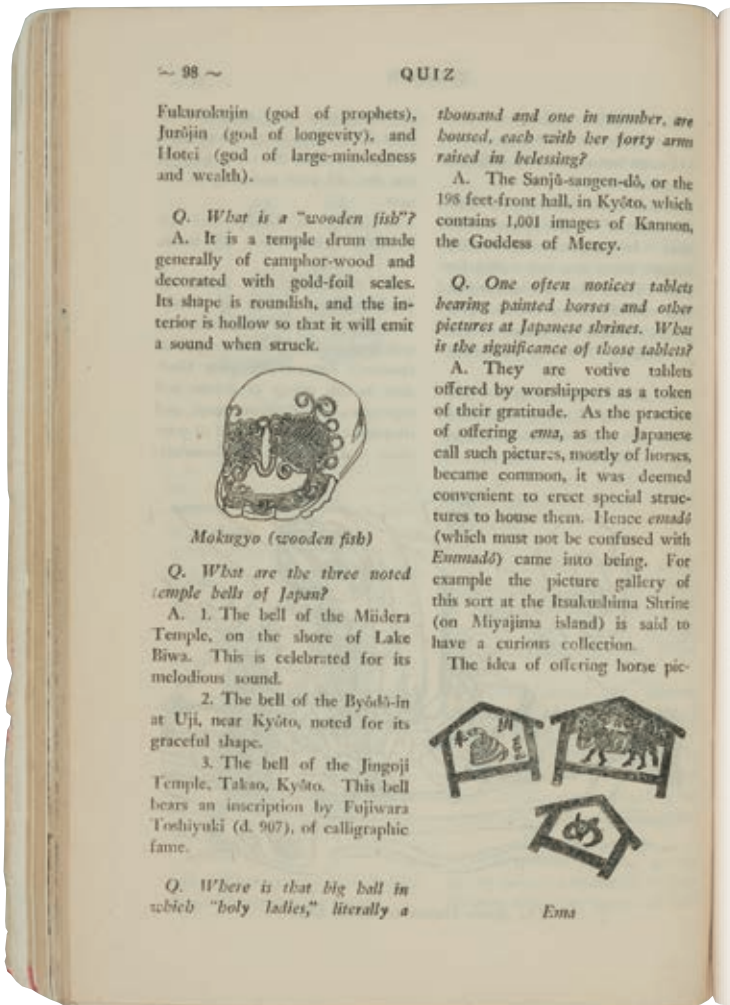 ~ 98 ~
QUIZ
Fukurokujin (god of prophets),
Jurôjin (god of longevity), and
Hotei (god of large-mindedness
and wealth).
Q. What is a "wooden fish"?
A. It is a temple drum made
generally of camphor-wood and
decorated with gold-foil scales.
Its shape is roundish, and the in-
terior is hollow so that it will emit
a sound when struck.
Mokugyo (wooden fish)
Q. What are the three noted
temple bells of Japan?
A. 1. The bell of the Miidera
Temple, on the shore of Lake
Biwa. This is celebrated for its
melodious sound.
2. The bell of the Byôdô-in
at Uji, near Kyôto, noted for its
graceful shape.
3. The bell of the Jingoji
Temple, Takao, Kyôto. This bell
bears an inscription by Fujiwara
Toshiyuki (d. 907), of calligraphic
fame.
Q. Where is that big hall in
which "holy ladies," literally a
thousand and one in number, are
housed, each with her forty arms
raised in belessing?
A. The Sanjû-sangen-dô, or the
198 feet-front hall, in Kyôto, which
contains 1,001 images of Kannon,
the Goddess of Mercy.
Q. One often notices tablets
bearing painted horses and other
pictures at Japanese shrines. What
is the significance of those tablets?
A. They are votive tablets
offered by worshippers as a token
of their gratitude. As the practice
of offering ema, as the Japanese
call such pictures, mostly of horses,
became common, it was deemed
convenient to erect special struc-
tures to house them. Hence emadô
(which must not be confused with
Emmadô) came into being. For
example the picture gallery of
this sort at the Itsukushima Shrine
(on Miyajima island) is said to
have a curious collection.
The idea of offering horse pic-
め
Ema